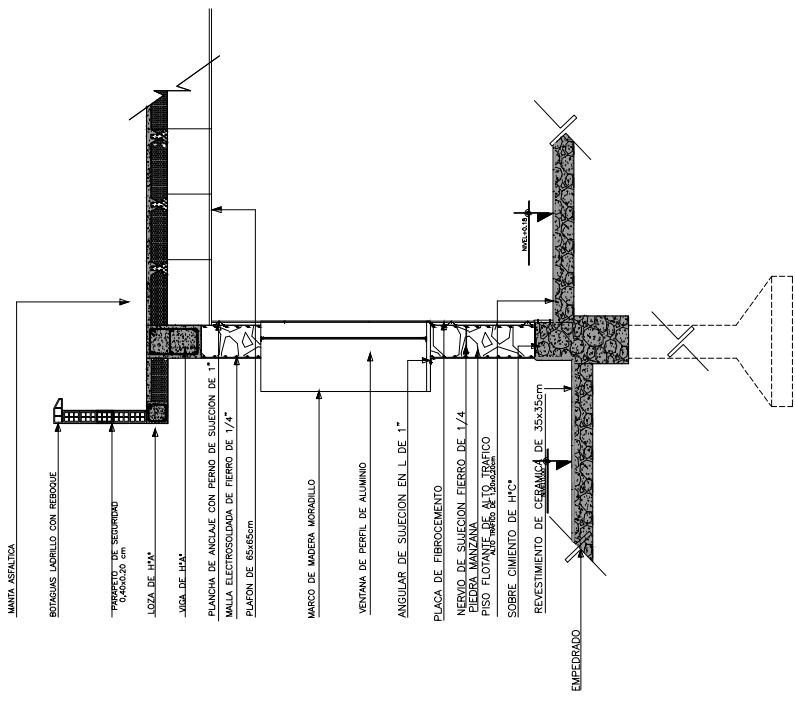 MANTA ASFALTICA
BOTAGUAS LADRILLO CON REBOQUE
PARAPETO DE SEGURIDAD
0,40x0.20 cm
LOZA DE HºAº
VIGA DE HºAº
PLANCHA DE ANCLAJE CON PERNO DE SUJECION DE 1"
MALLA ELECTROSOLDADA DE FIERRO DE 1/4"
PLAFON DE 65x65cm
MARCO DE MADERA MORADILLO
VENTANA DE PERFIL DE ALUMINIO
ANGULAR DE SUJECION EN L DE 1"
PLACA DE FIBROCEMENTO
NERVIO DE SUJECION FIERRO DE 1/4
PIEDRA MANZANA
PISO FLOTANTE DE ALTO TRAFICO
ALTO TRAFICO DE 1,20x0,20cm
SOBRE CIMIENTO DE HºCº
REVESTIMIENTO DE CERAMICA DE 35x35cm
EMPEDRADO
NIVEL+0.18